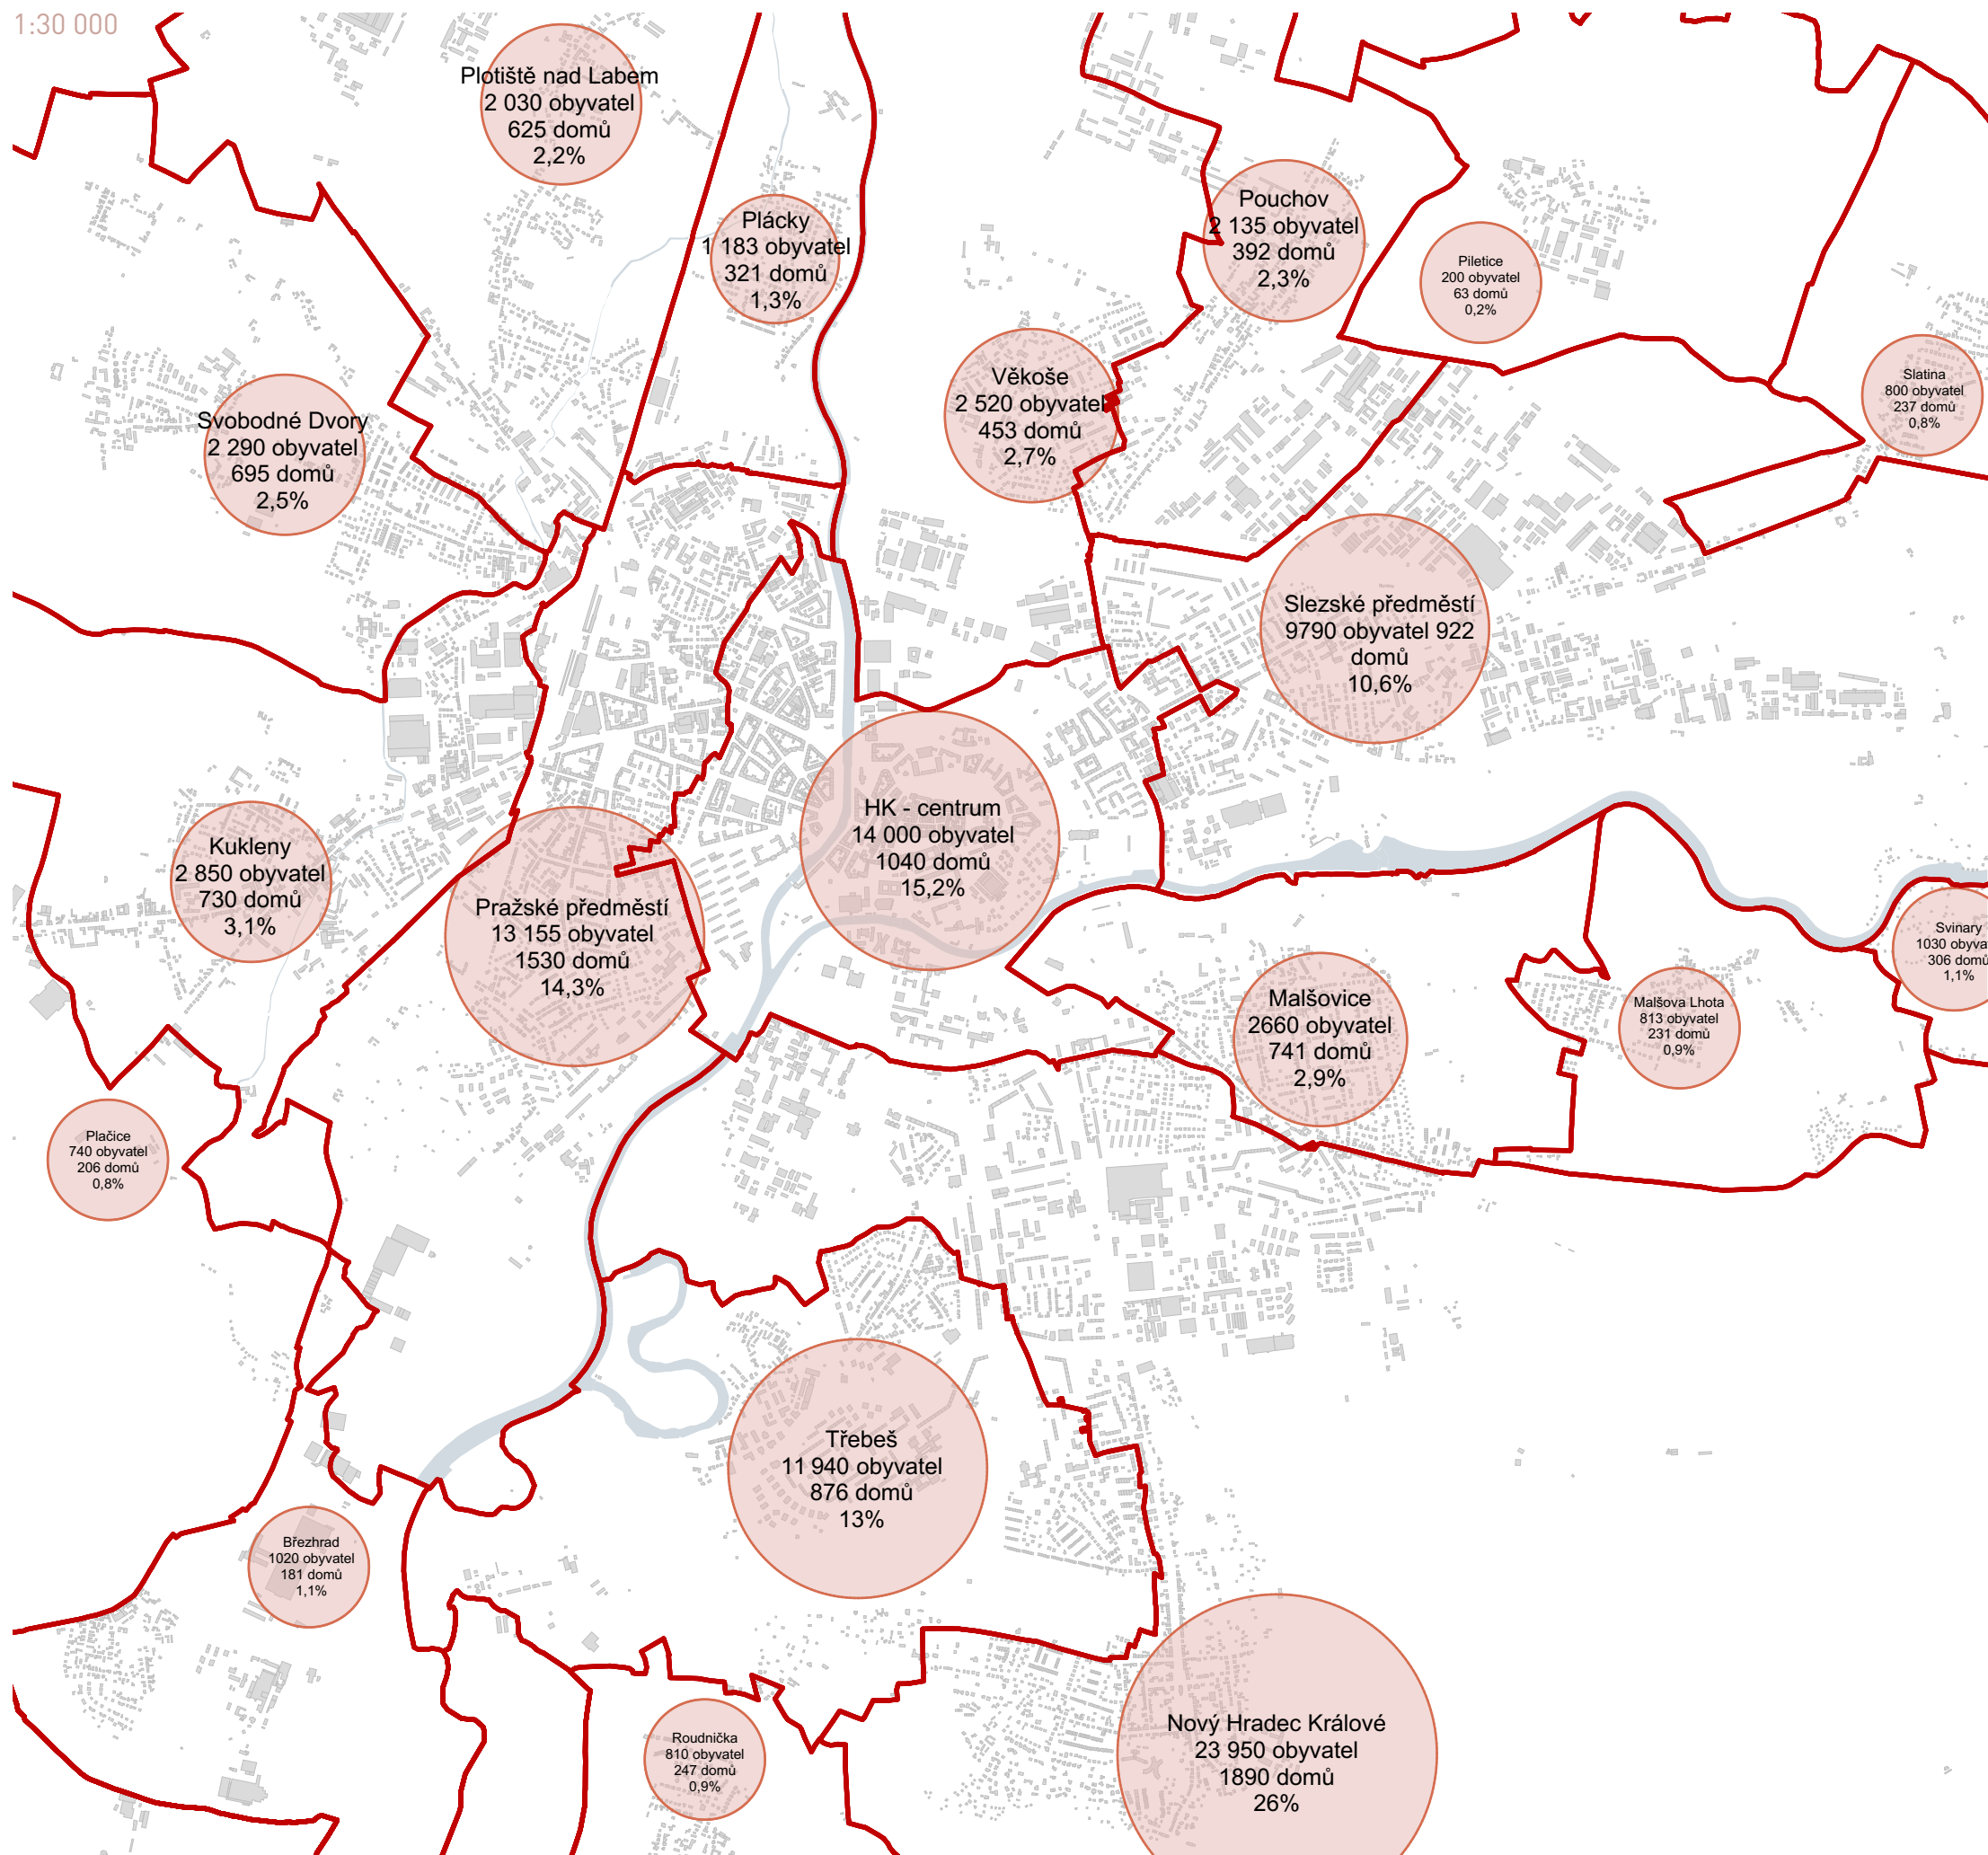 1:30 000
Plotiště nad Labem
2 030 obyvatel
625 domů
2,2%
Plácky
1 183 obyvatel
321 domů
1,3%
Pouchov
2 135 obyvatel
392 domů
2,3%
Piletice
200 obyvatel
63 domů
0,2%
Slatina
800 obyvatel
237 domů
0,8%
Věkoše
2 520 obyvatel
453 domů
2,7%
Svobodné Dvory
2 290 obyvatel
695 domů
2,5%
Slezské předměstí
9790 obyvatel 922
domů
10,6%
HK - centrum
14 000 obyvatel
1040 domů
15,2%
Kukleny
2 850 obyvatel
730 domů
3,1%
Pražské předměstí
13 155 obyvatel
1530 domů
14,3%
Svinary
1030 obyva
306 domů
1,1%
Malšovice
2660 obyvatel
741 domů
2,9%
Malšova Lhota
813 obyvatel
231 domů
0,9%
Plačice
740 obyvatel
206 domů
0,8%
Třebeš
11 940 obyvatel
876 domů
13%
Březhrad
1020 obyvatel
181 domů
1,1%
Roudnička
810 obyvatel
247 domů
0,9%
Nový Hradec Králové
23 950 obyvatel
1890 domů
26%